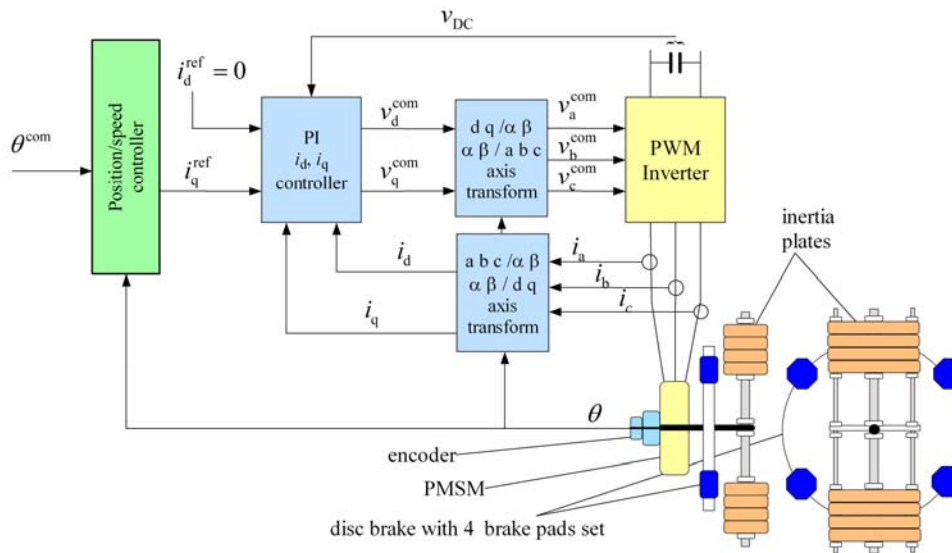 v_DC
i_d^ref = 0
θ^com
Position/speed
controller
i_q^ref
PI
i_d, i_q
controller
v_d^com
v_q^com
d q /α β
α β / a b c
axis
transform
v_a^com
v_b^com
v_c^com
PWM
Inverter
a b c /α β
α β / d q
axis
transform
i_d
i_q
i_a
i_b
i_c
inertia
plates
θ
encoder
PMSM
disc brake with 4 brake pads set